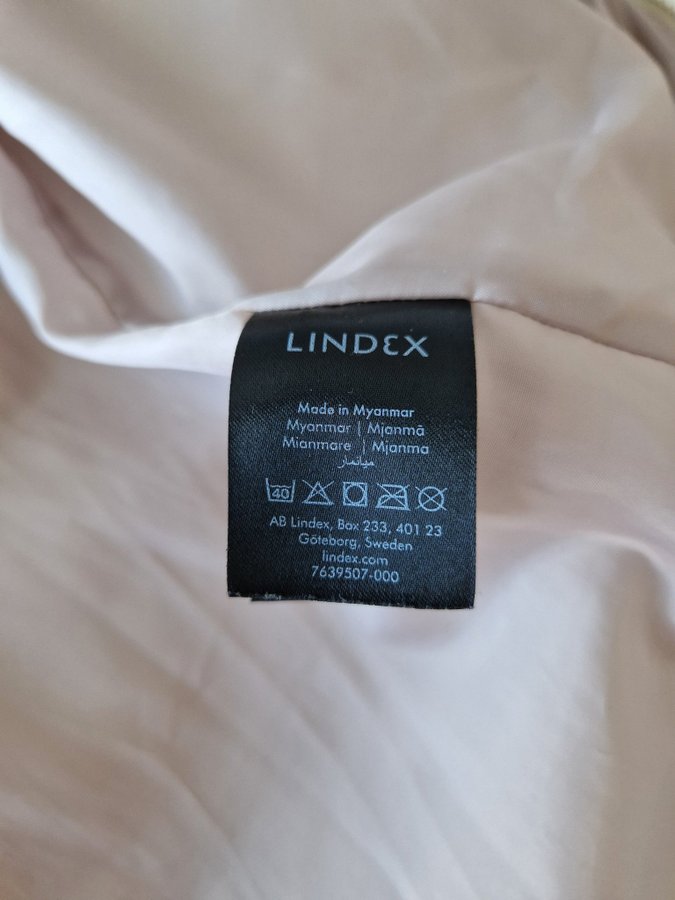 LINDEX
Made in Myanmar
Myanmar | Mjanmā
Mianmare | Mjanma
ميانمار
40
AB Lindex, Box 233, 401 23
Göteborg, Sweden
lindex.com
7639507-000